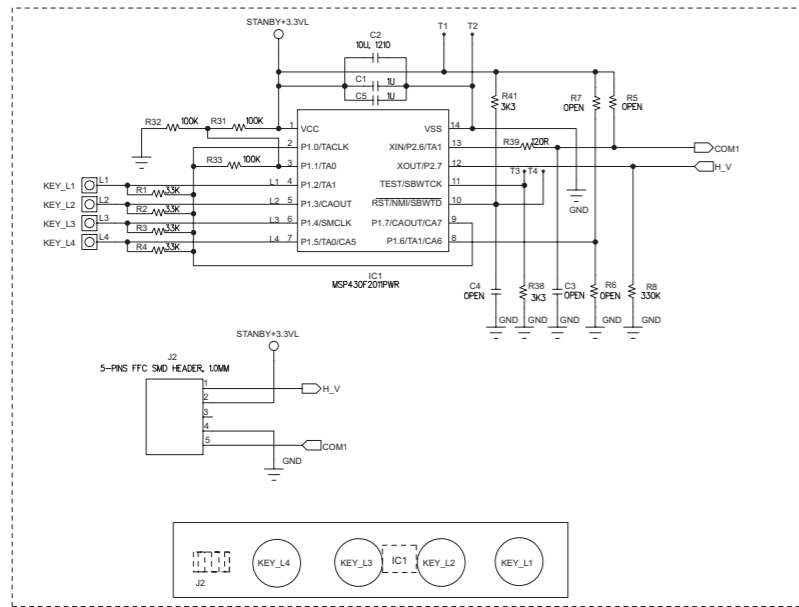 STANBY+3.3VL
T1
T2
C2
10U, 1210
C1
1U
C5
1U
R41
3K3
R7
OPEN
R5
OPEN
R32
100K
R31
100K
R33
100K
1
VCC
2
P1.0/TACLK
3
P1.1/TA0
4
P1.2/TA1
5
P1.3/CAOUT
6
P1.4/SMCLK
7
P1.5/TA0/CA5
VSS
14
XIN/P2.6/TA1
13
XOUT/P2.7
12
TEST/SBWTCK
11
RST/NMI/SBWTD
10
P1.7/CAOUT/CA7
9
P1.6/TA1/CA6
8
IC1
MSP430F2011PWR
R39
120R
COM1
H_V
T3
T4
GND
KEY_L1
L1
KEY_L2
L2
KEY_L3
L3
KEY_L4
L4
R1
33K
R2
33K
R3
33K
R4
33K
L1
L2
L3
L4
C4
OPEN
R38
3K3
C3
OPEN
R6
OPEN
R8
330K
GND
GND
GND
GND
GND
STANBY+3.3VL
J2
5-PINS FFC SMD HEADER, 1.0MM
1
2
3
4
5
H_V
COM1
GND
J2
KEY_L4
KEY_L3
IC1
KEY_L2
KEY_L1